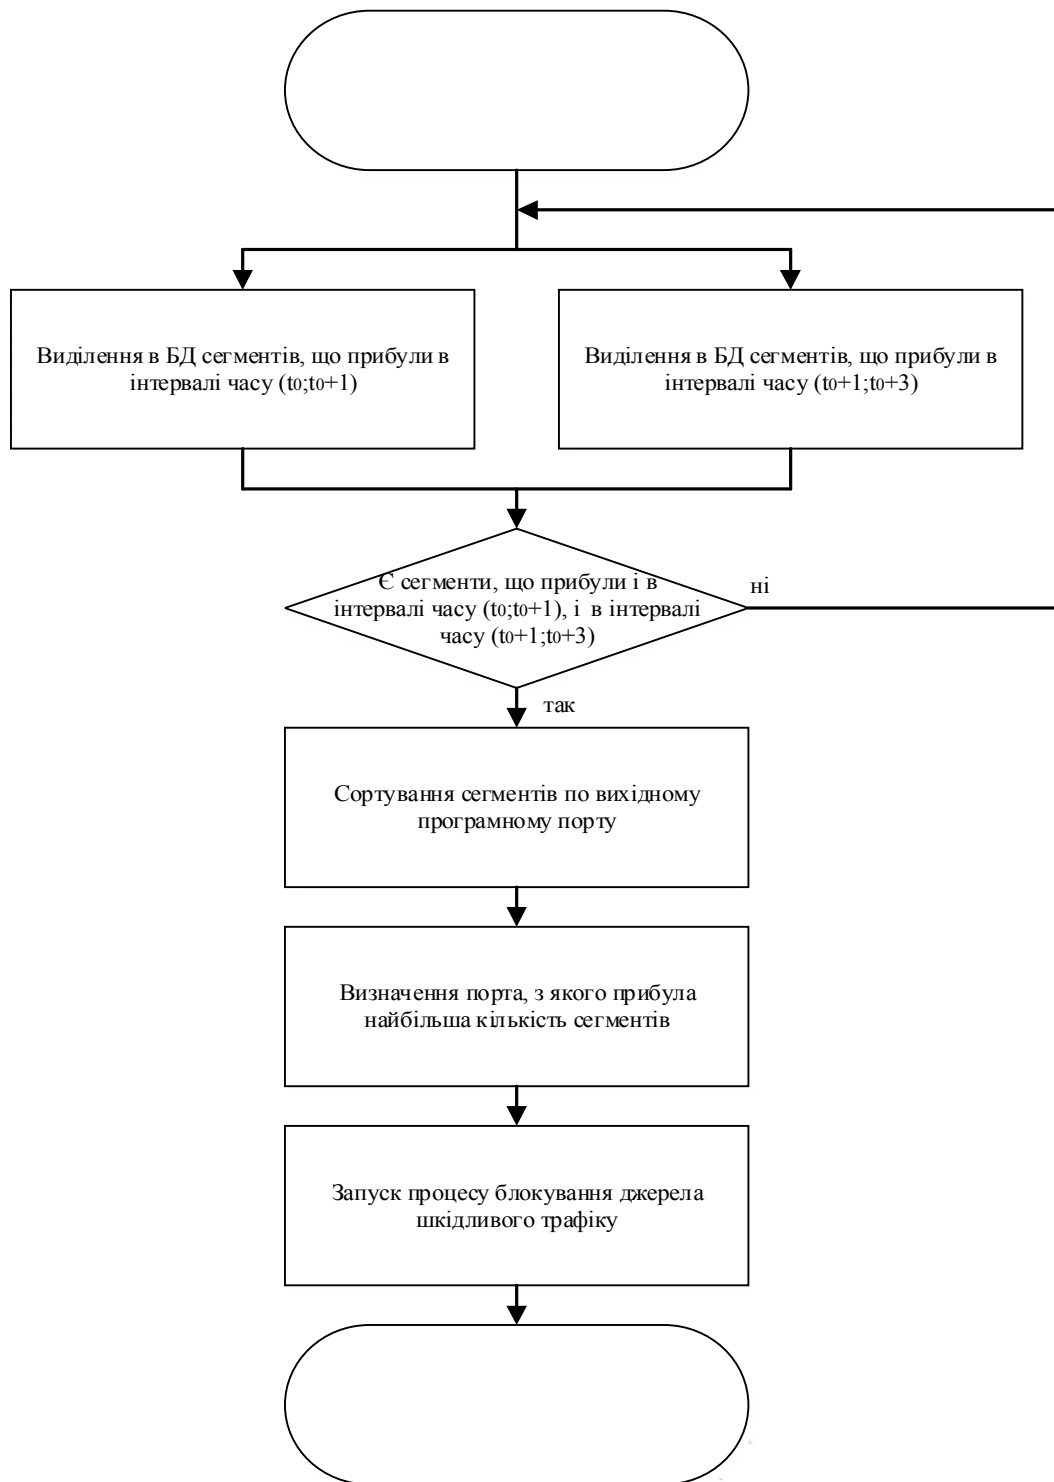 Виділення в БД сегментів, що прибули в
інтервалі часу (t0;t0+1)
Виділення в БД сегментів, що прибули в
інтервалі часу (t0+1;t0+3)
Є сегменти, що прибули і в
інтервалі часу (t0;t0+1), і в інтервалі
часу (t0+1;t0+3)
ні
так
Сортування сегментів по вихідному
програмному порту
Визначення порта, з якого прибула
найбільша кількість сегментів
Запуск процесу блокування джерела
шкідливого трафіку